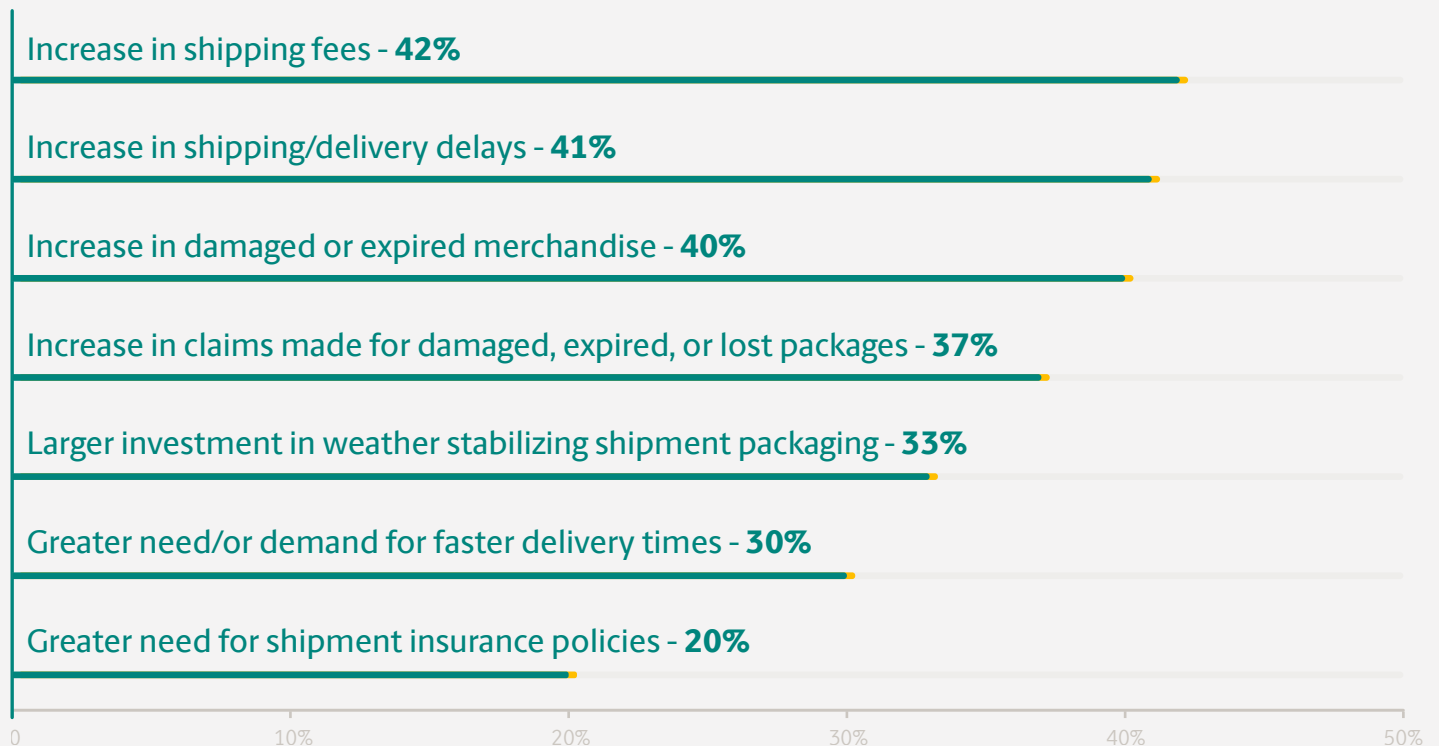 Increase in shipping fees - 42%
Increase in shipping/delivery delays - 41%
Increase in damaged or expired merchandise - 40%
Increase in claims made for damaged, expired, or lost packages - 37%
Larger investment in weather stabilizing shipment packaging - 33%
Greater need/or demand for faster delivery times - 30%
Greater need for shipment insurance policies - 20%
0 10% 20% 30% 40% 50%